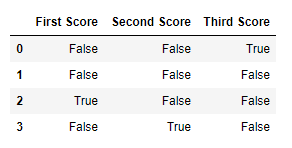 First Score Second Score Third Score
0 False False True
1 False False False
2 True False False
3 False True False